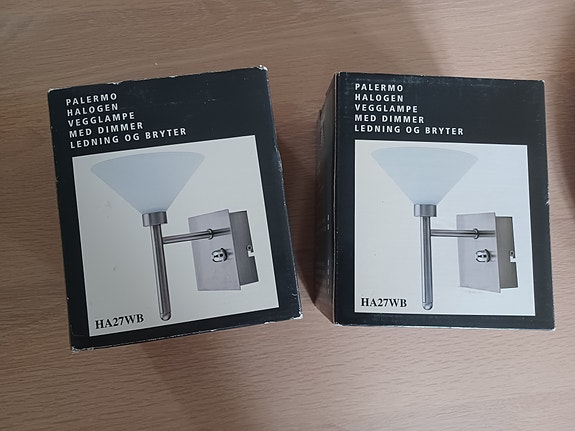 PALERMO
HALOGEN
VEGGLAMPE
MED DIMMER
LEDNING OG BRYTER
HA27WB
PALERMO
HALOGEN
VEGGLAMPE
MED DIMMER
LEDNING OG BRYTER
HA27WB